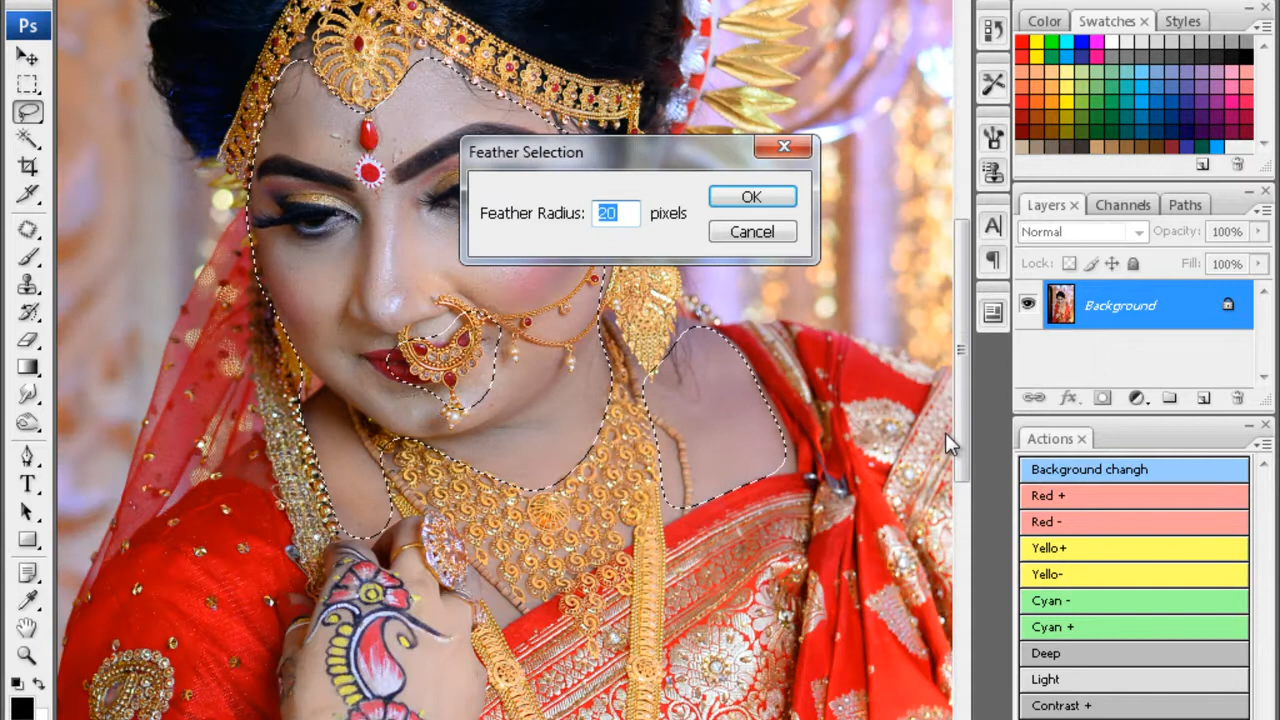 Ps
Color
Swatches
Styles
Feather Selection
Feather Radius:
20
pixels
OK
Cancel
Layers
Channels
Paths
Normal
Opacity:
100%
Lock:
Fill:
100%
Background
T
A
Actions
Background changh
Red +
Red -
Yello+
Yello-
Cyan -
Cyan +
Deep
Light
Contrast +